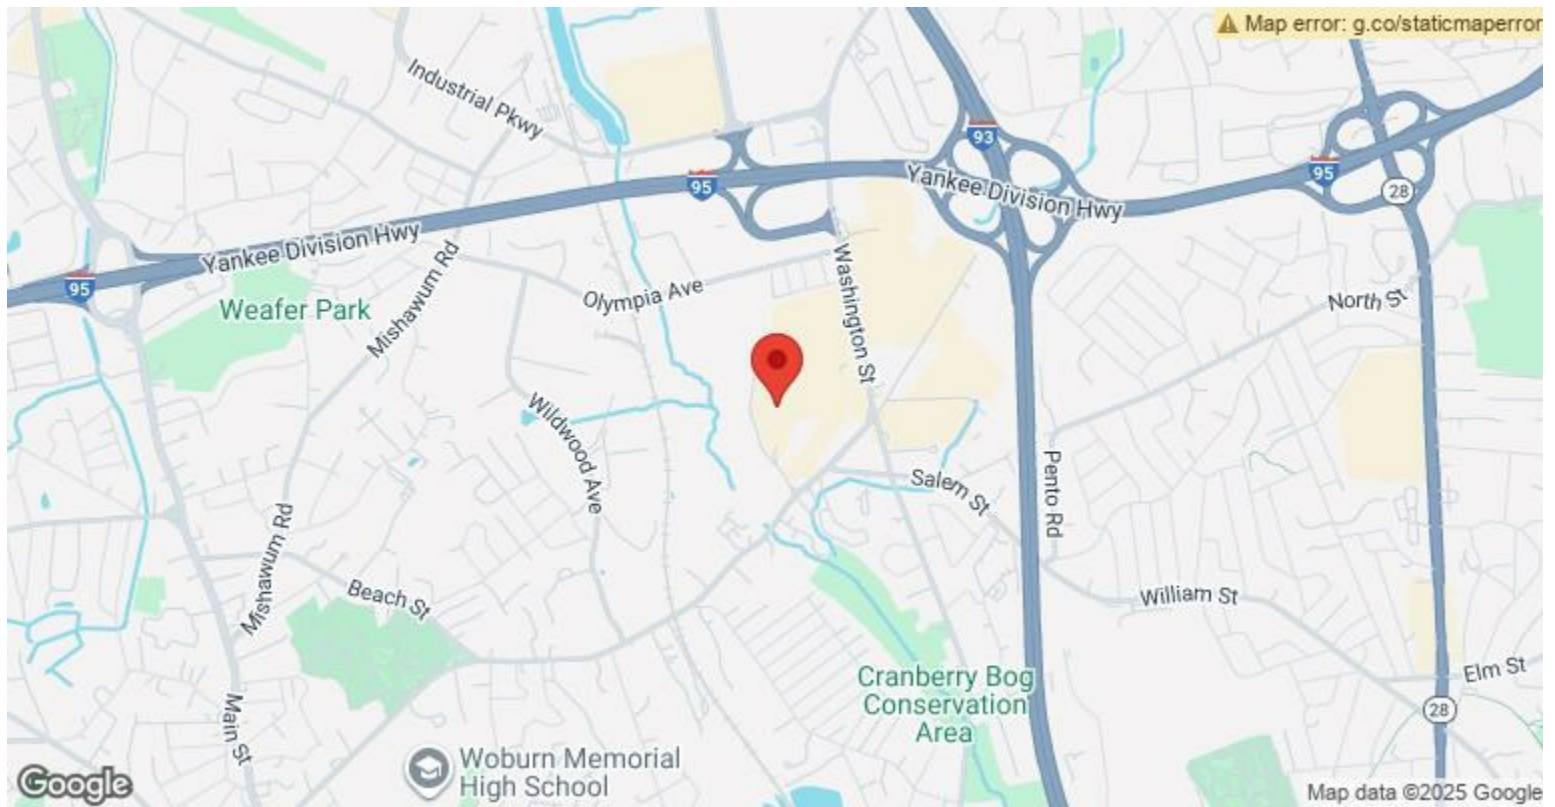 Map error: g.co/staticmaperror
Industrial Pkwy
93
95
Yankee Division Hwy
95
28
Yankee Division Hwy
95
Weafer Park
Mishawum Rd
Olympia Ave
Washington St
North St
Wildwood Ave
Salem St
Pento Rd
Mishawum Rd
Beach St
William St
Cranberry Bog
Conservation
Area
Elm St
28
Main St
Woburn Memorial
High School
Google
Map data ©2025 Google